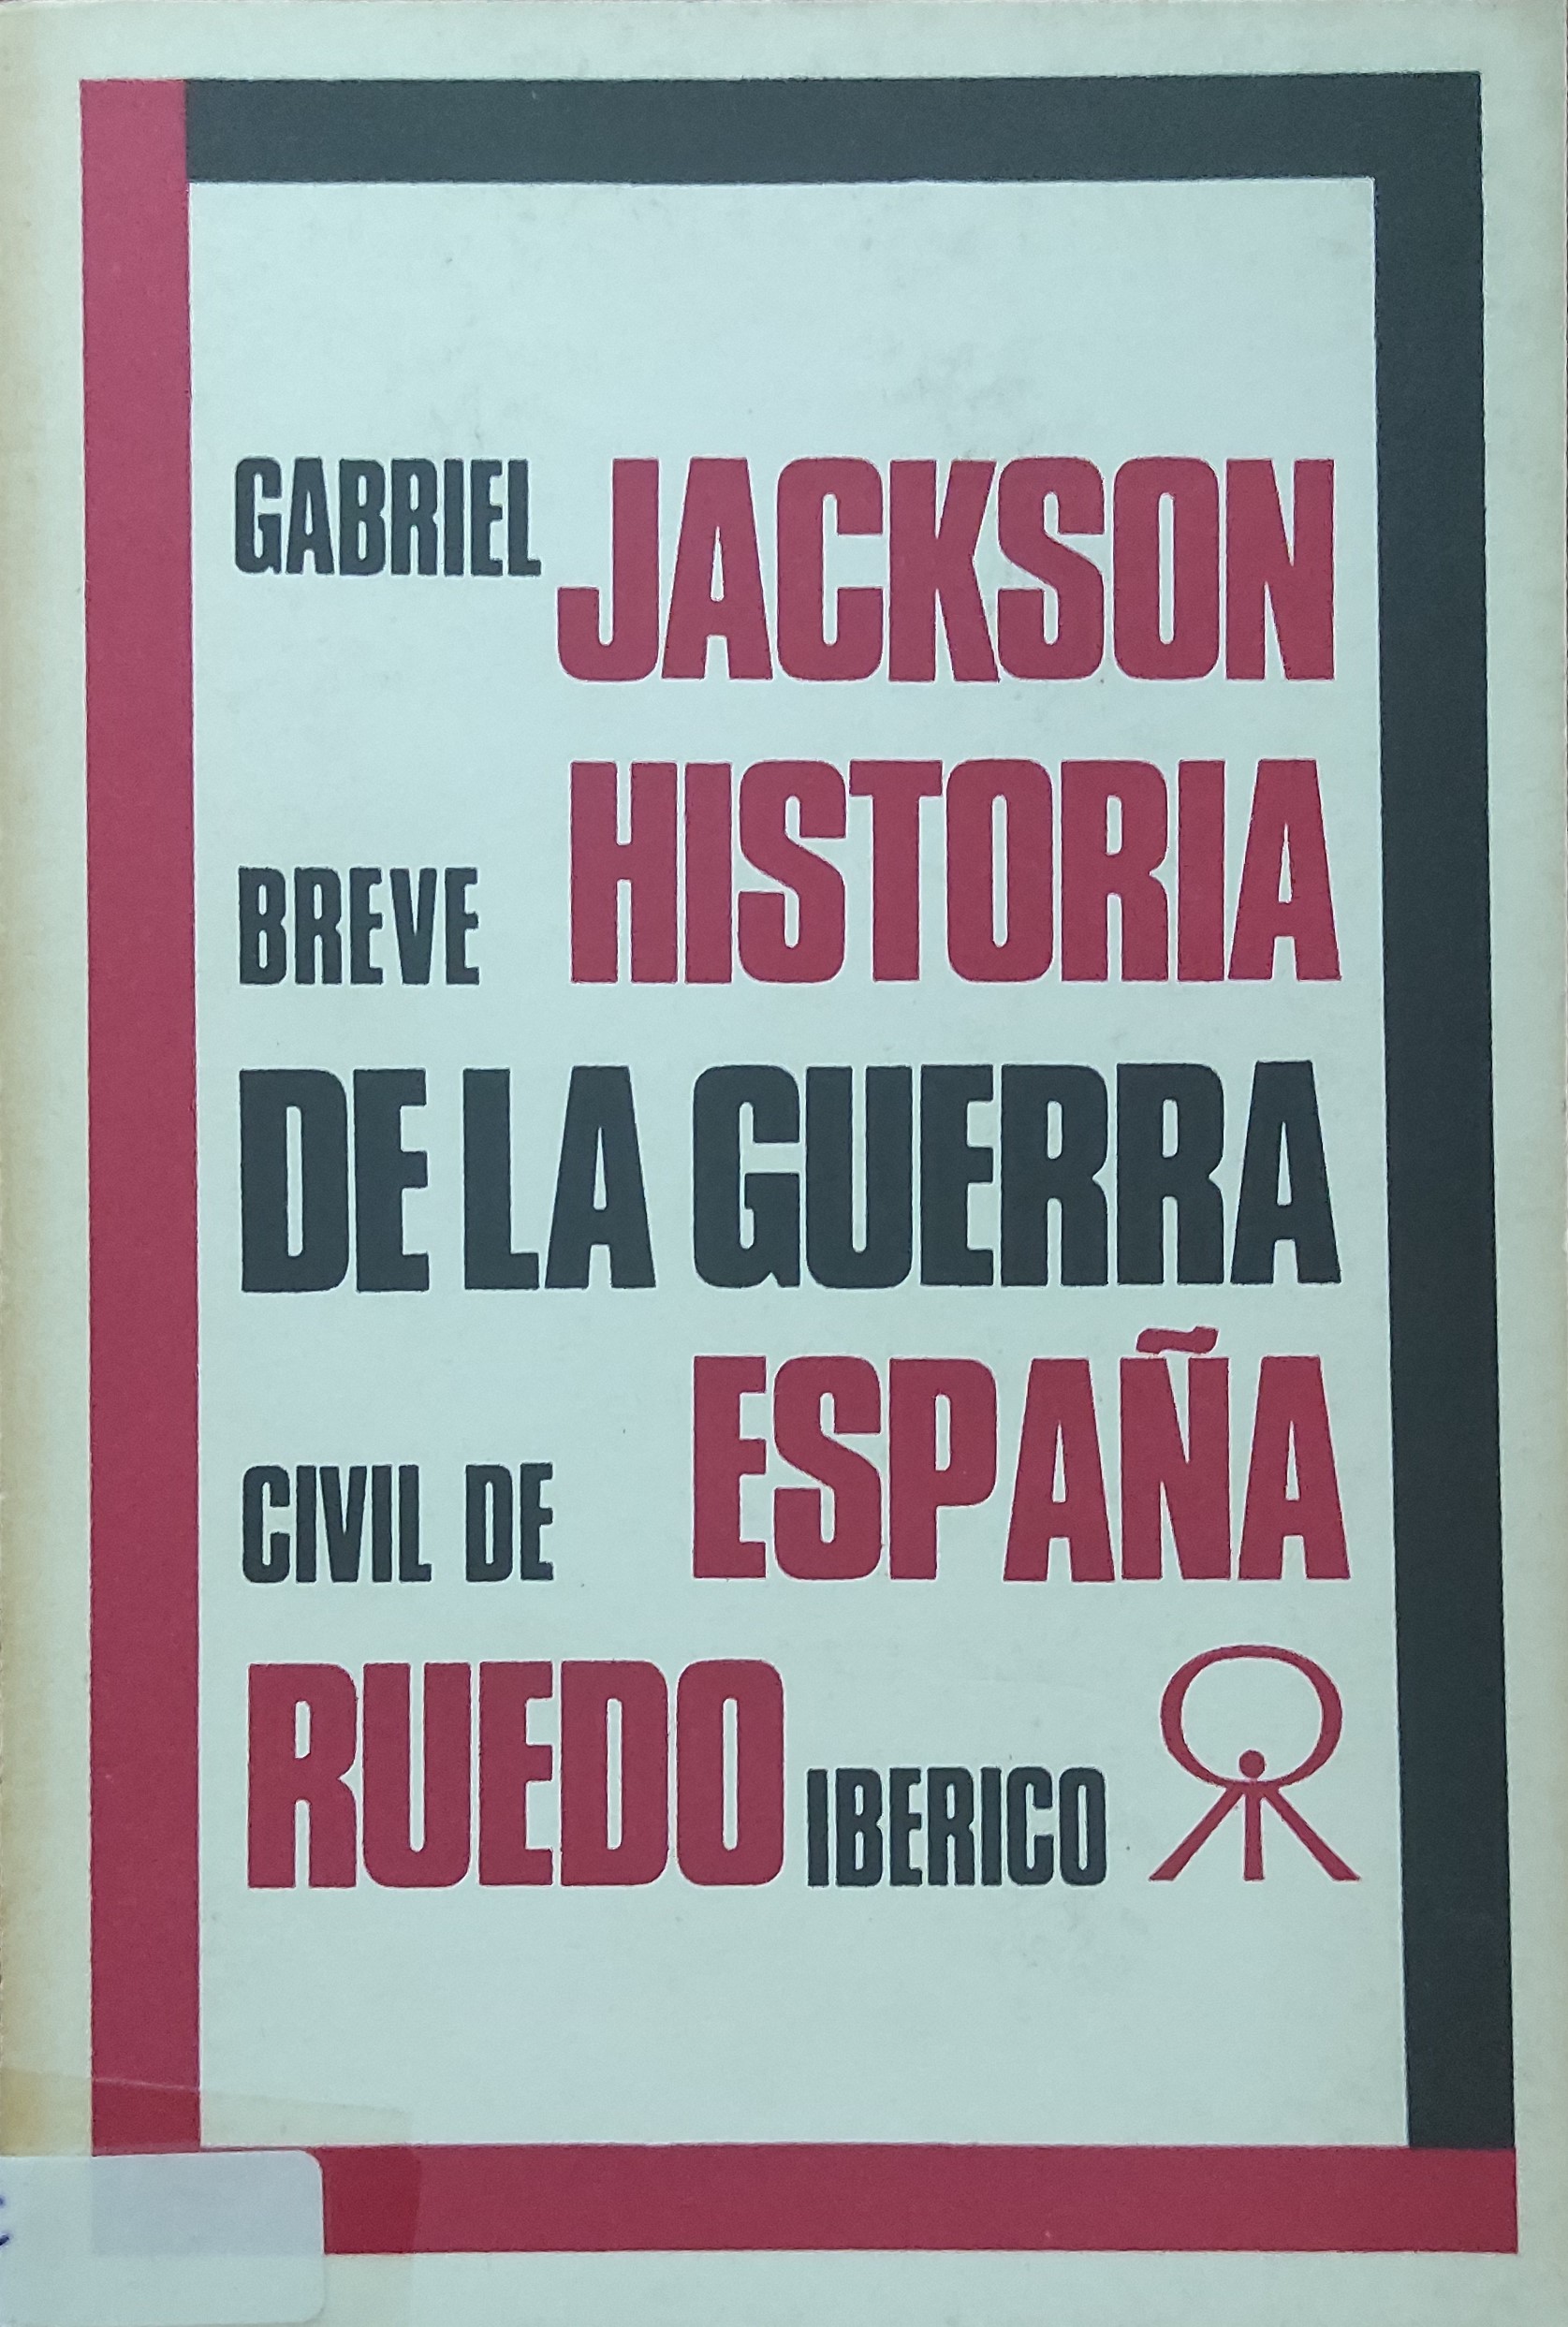 GABRIEL JACKSON
BREVE HISTORIA
DE LA GUERRA
CIVIL DE ESPAÑA
RUEDO IBERICO